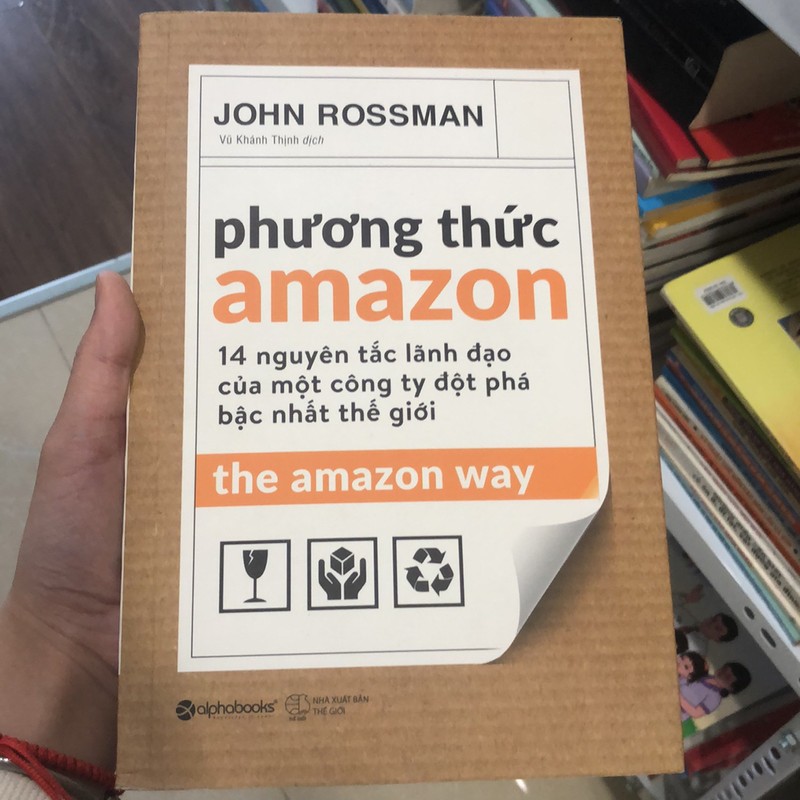 JOHN ROSSMAN
Vũ Khánh Thịnh dịch
phương thức
amazon
14 nguyên tắc lãnh đạo
của một công ty đột phá
bậc nhất thế giới
the amazon way
alphabooks
NHÀ XUẤT BẢN
THẾ GIỚI